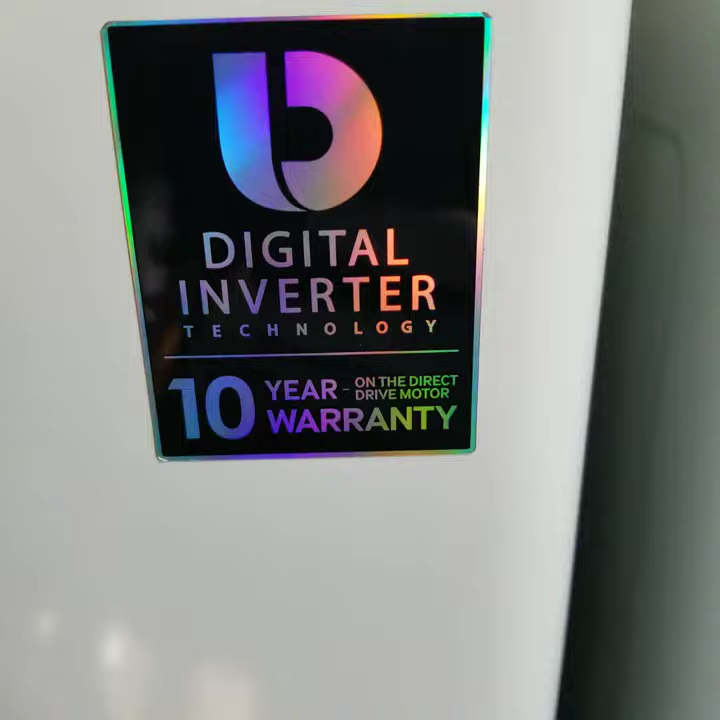 DIGITAL
INVERTER
TECHNOLOGY
10 YEAR - ON THE DIRECT
DRIVE MOTOR
WARRANTY